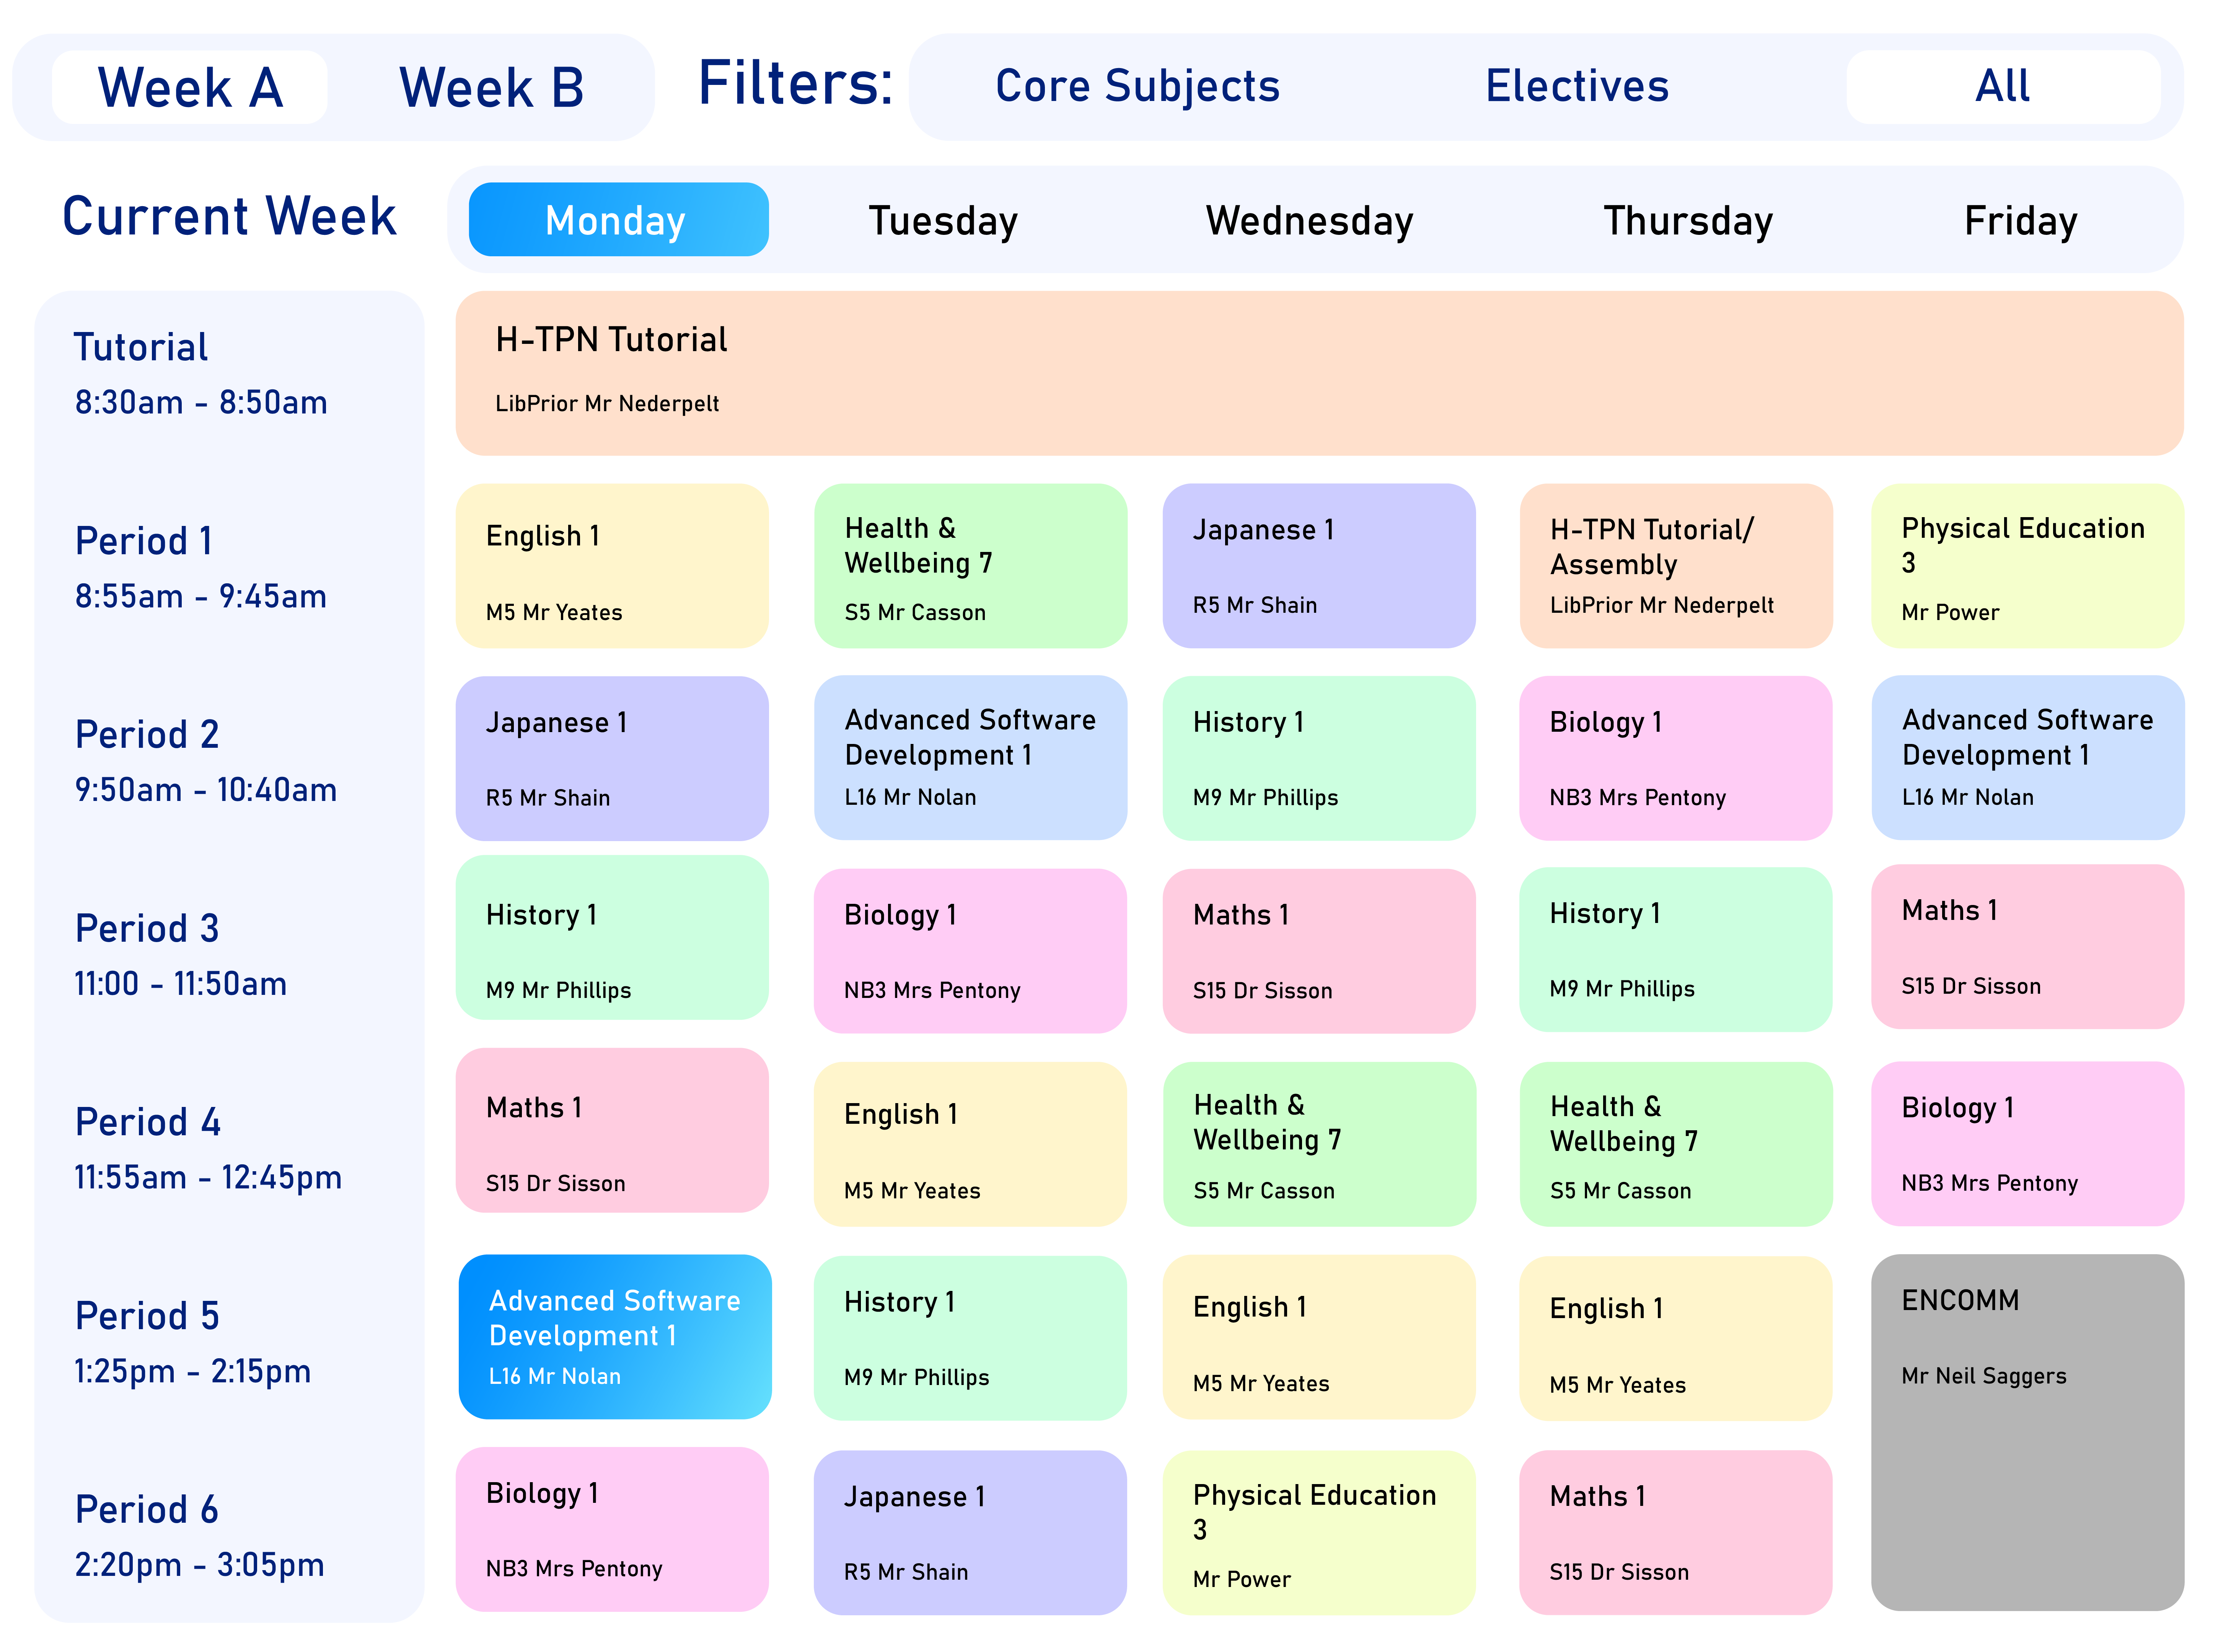 Week A
Week B
Filters:
Core Subjects
Electives
All
Current Week
Monday
Tuesday
Wednesday
Thursday
Friday
Tutorial
8:30am - 8:50am
H-TPN Tutorial
LibPrior Mr Nederpelt
Period 1
8:55am - 9:45am
English 1
M5 Mr Yeates
Health &
Wellbeing 7
S5 Mr Casson
Japanese 1
R5 Mr Shain
H-TPN Tutorial/
Assembly
LibPrior Mr Nederpelt
Physical Education
3
Mr Power
Period 2
9:50am - 10:40am
Japanese 1
R5 Mr Shain
Advanced Software
Development 1
L16 Mr Nolan
History 1
M9 Mr Phillips
Biology 1
NB3 Mrs Pentony
Advanced Software
Development 1
L16 Mr Nolan
Period 3
11:00 - 11:50am
History 1
M9 Mr Phillips
Biology 1
NB3 Mrs Pentony
Maths 1
S15 Dr Sisson
History 1
M9 Mr Phillips
Maths 1
S15 Dr Sisson
Period 4
11:55am - 12:45pm
Maths 1
S15 Dr Sisson
English 1
M5 Mr Yeates
Health &
Wellbeing 7
S5 Mr Casson
Health &
Wellbeing 7
S5 Mr Casson
Biology 1
NB3 Mrs Pentony
Period 5
1:25pm - 2:15pm
Advanced Software
Development 1
L16 Mr Nolan
History 1
M9 Mr Phillips
English 1
M5 Mr Yeates
English 1
M5 Mr Yeates
ENCOMM
Mr Neil Saggers
Period 6
2:20pm - 3:05pm
Biology 1
NB3 Mrs Pentony
Japanese 1
R5 Mr Shain
Physical Education
3
Mr Power
Maths 1
S15 Dr Sisson